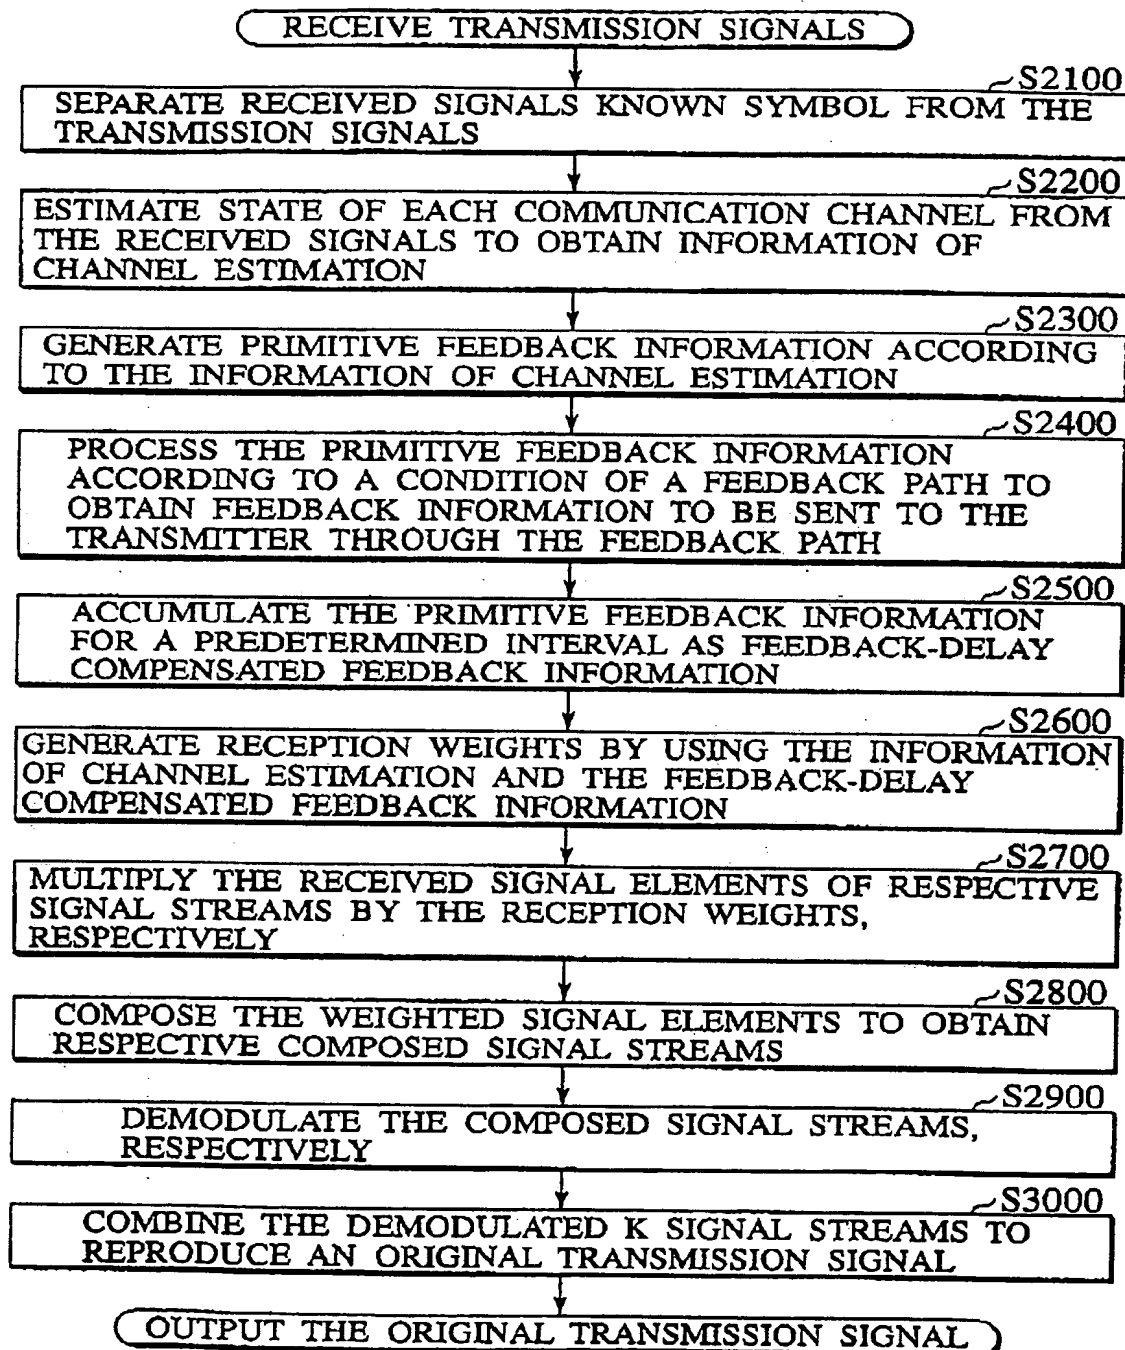 RECEIVE TRANSMISSION SIGNALS
S2100
SEPARATE RECEIVED SIGNALS KNOWN SYMBOL FROM THE
TRANSMISSION SIGNALS
S2200
ESTIMATE STATE OF EACH COMMUNICATION CHANNEL FROM
THE RECEIVED SIGNALS TO OBTAIN INFORMATION OF
CHANNEL ESTIMATION
S2300
GENERATE PRIMITIVE FEEDBACK INFORMATION ACCORDING
TO THE INFORMATION OF CHANNEL ESTIMATION
S2400
PROCESS THE PRIMITIVE FEEDBACK INFORMATION
ACCORDING TO A CONDITION OF A FEEDBACK PATH TO
OBTAIN FEEDBACK INFORMATION TO BE SENT TO THE
TRANSMITTER THROUGH THE FEEDBACK PATH
S2500
ACCUMULATE THE PRIMITIVE FEEDBACK INFORMATION
FOR A PREDETERMINED INTERVAL AS FEEDBACK-DELAY
COMPENSATED FEEDBACK INFORMATION
S2600
GENERATE RECEPTION WEIGHTS BY USING THE INFORMATION
OF CHANNEL ESTIMATION AND THE FEEDBACK-DELAY
COMPENSATED FEEDBACK INFORMATION
S2700
MULTIPLY THE RECEIVED SIGNAL ELEMENTS OF RESPECTIVE
SIGNAL STREAMS BY THE RECEPTION WEIGHTS,
RESPECTIVELY
S2800
COMPOSE THE WEIGHTED SIGNAL ELEMENTS TO OBTAIN
RESPECTIVE COMPOSED SIGNAL STREAMS
S2900
DEMODULATE THE COMPOSED SIGNAL STREAMS,
RESPECTIVELY
S3000
COMBINE THE DEMODULATED K SIGNAL STREAMS TO
REPRODUCE AN ORIGINAL TRANSMISSION SIGNAL
OUTPUT THE ORIGINAL TRANSMISSION SIGNAL